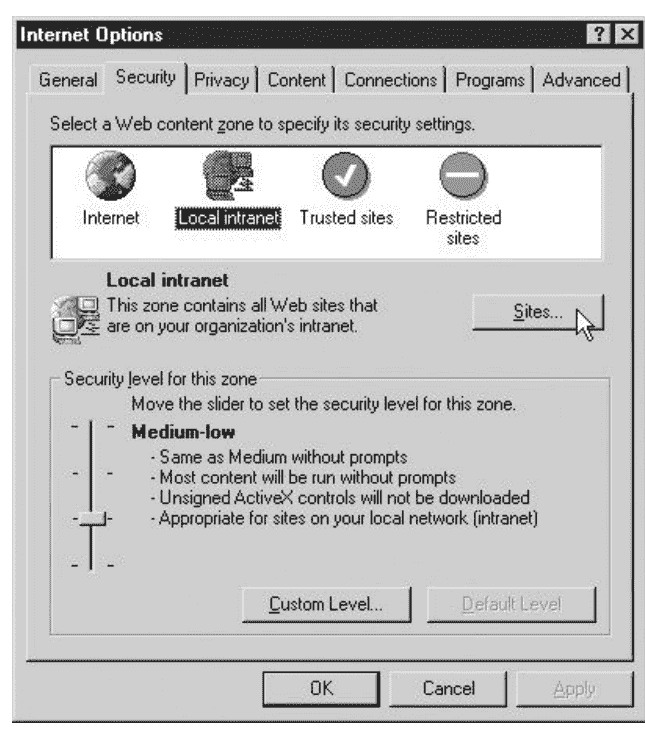 Internet Options
General Security Privacy Content Connections Programs Advanced
Select a Web content zone to specify its security settings.
Internet Local intranet Trusted sites Restricted
sites
Local intranet
This zone contains all Web sites that
are on your organization's intranet.
Sites...
Security level for this zone
Move the slider to set the security level for this zone.
Medium-low
- Same as Medium without prompts
- Most content will be run without prompts
- Unsigned ActiveX controls will not be downloaded
- Appropriate for sites on your local network (intranet)
Custom Level... Default Level
OK Cancel Apply